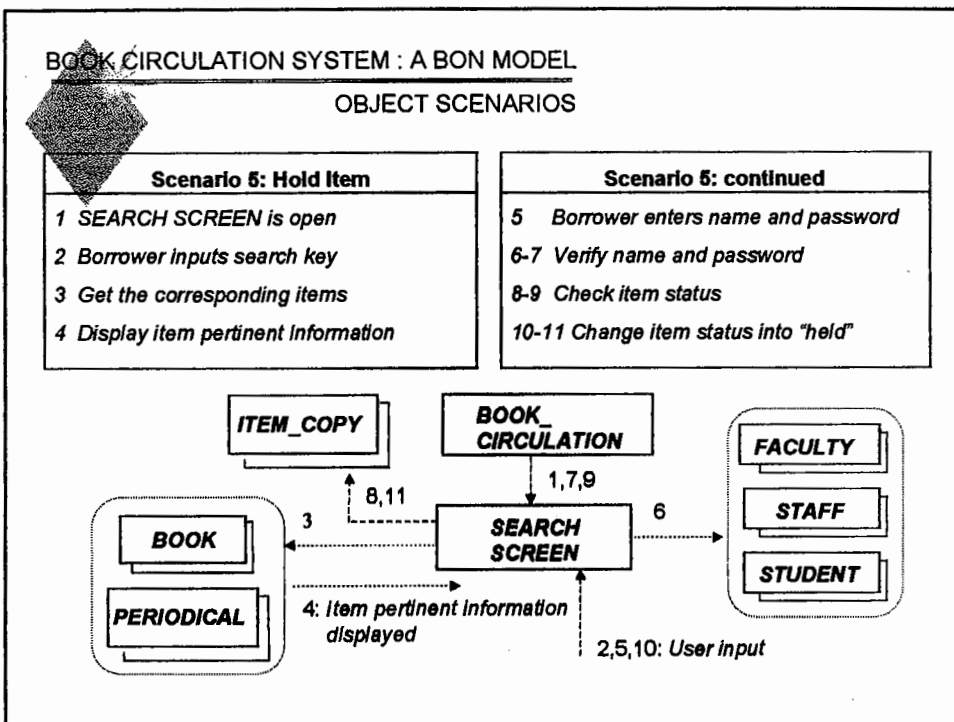 BOOK CIRCULATION SYSTEM : A BON MODEL
OBJECT SCENARIOS
Scenario 5: Hold Item
1 SEARCH SCREEN is open
2 Borrower inputs search key
3 Get the corresponding items
4 Display item pertinent Information
Scenario 5: continued
5 Borrower enters name and password
6-7 Verify name and password
8-9 Check item status
10-11 Change item status into "held"
ITEM_COPY
BOOK_
CIRCULATION
FACULTY
8,11
1,7,9
3
SEARCH
SCREEN
6
STAFF
BOOK
STUDENT
PERIODICAL
4: Item pertinent information
displayed
2,5,10: User input